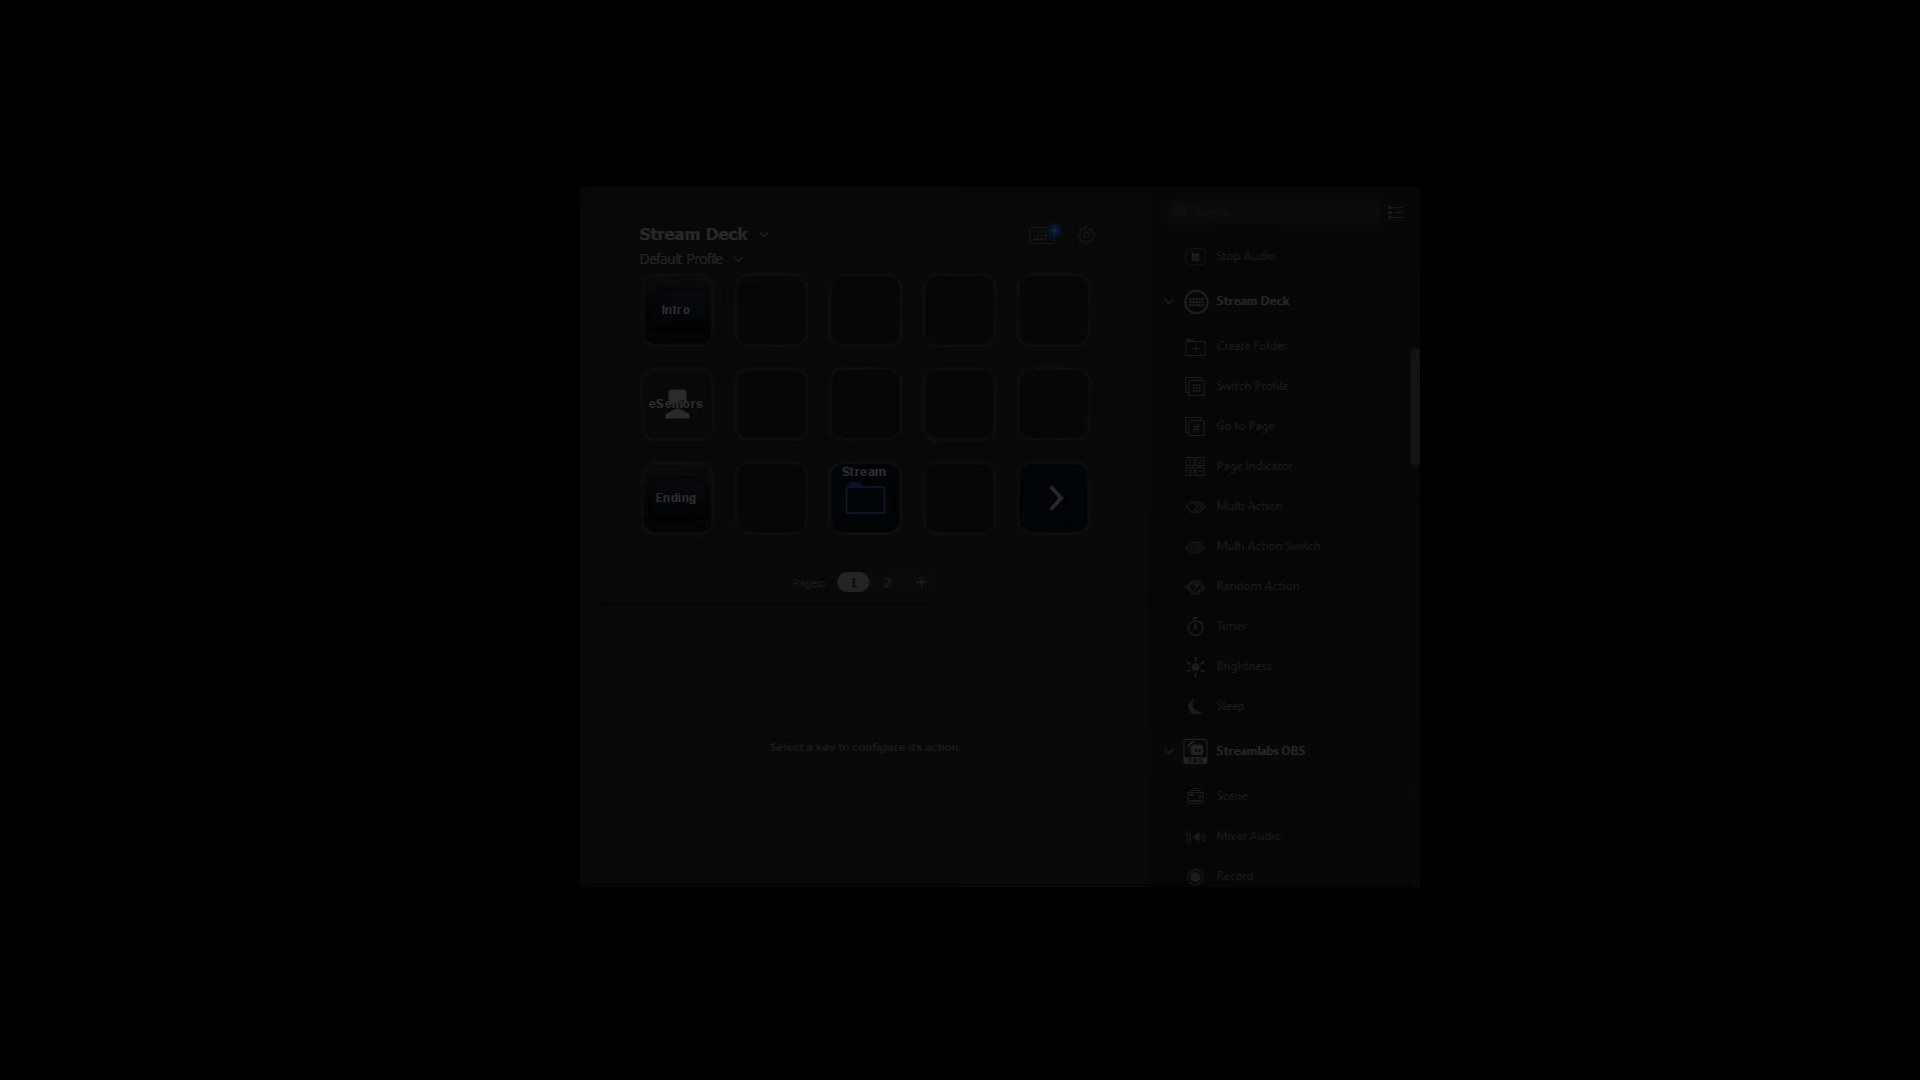 Stream Deck
Default Profile
Intro
eSeniors
Ending
Stream
Pages: 1 2 +
Select a key to configure its action.
Search
Stop Audio
Stream Deck
Create Folder
Switch Profile
Go to Page
Page Indicator
Multi Action
Multi Action Switch
Random Action
Timer
Brightness
Sleep
Streamlabs OBS
Scene
Mixer Audio
Record